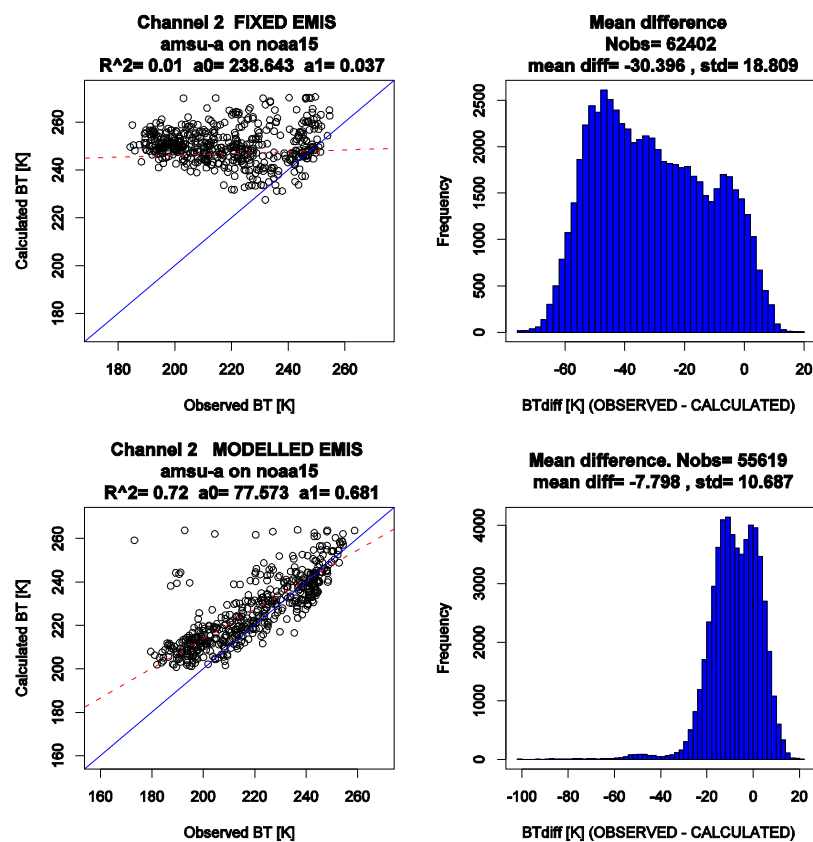 Channel 2  FIXED EMIS
amsu-a on noaa15
R^2= 0.01  a0= 238.643  a1= 0.037
Calculated BT [K]
180 200 220 240 260
180 200 220 240 260
Observed BT [K]
Mean difference
Nobs= 62402
mean diff= -30.396 , std= 18.809
Frequency
0 500 1000 1500 2000 2500
-60 -40 -20 0 20
BTdiff [K] (OBSERVED - CALCULATED)
Channel 2   MODELLED EMIS
amsu-a on noaa15
R^2= 0.72  a0= 77.573  a1= 0.681
Calculated BT [K]
160 180 200 220 240 260
160 180 200 220 240 260
Observed BT [K]
Mean difference. Nobs= 55619
mean diff= -7.798 , std= 10.687
Frequency
0 1000 2000 3000 4000
-100 -80 -60 -40 -20 0 20
BTdiff [K] (OBSERVED - CALCULATED)